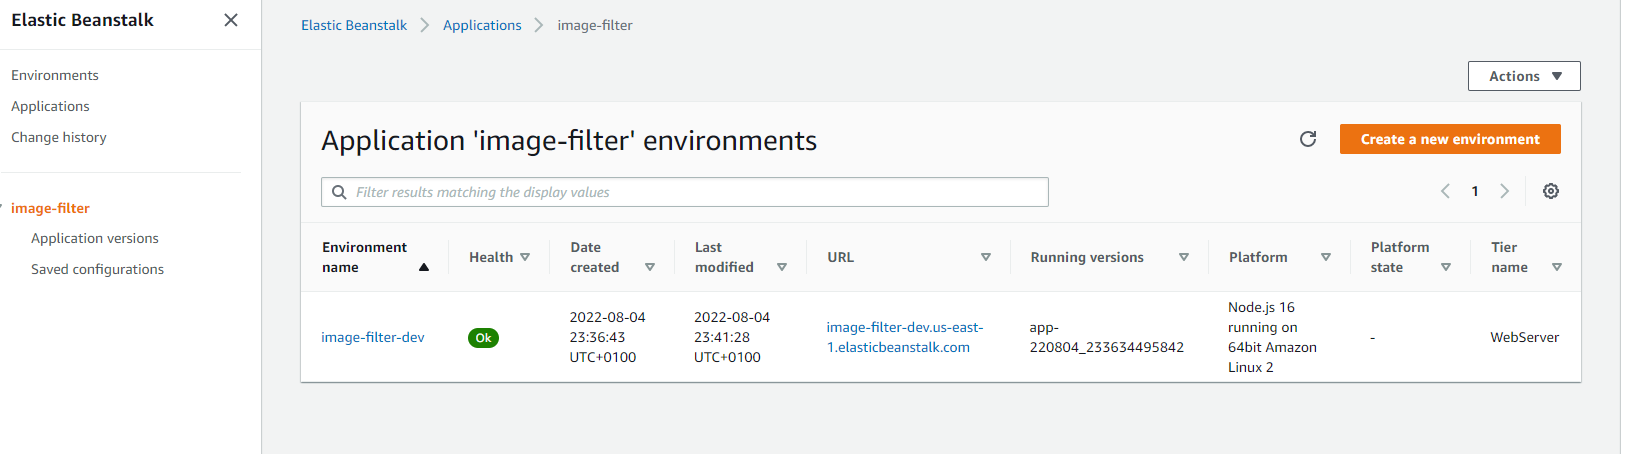 Elastic Beanstalk
Environments
Applications
Change history
image-filter
Application versions
Saved configurations
Elastic Beanstalk > Applications > image-filter
Actions
Application 'image-filter' environments
Create a new environment
Filter results matching the display values
1
Environment
name
Health
Date
created
Last
modified
URL
Running versions
Platform
Platform
state
Tier
name
image-filter-dev
Ok
2022-08-04
23:36:43
UTC+0100
2022-08-04
23:41:28
UTC+0100
image-filter-dev.us-east-
1.elasticbeanstalk.com
app-
220804_233634495842
Node.js 16
running on
64bit Amazon
Linux 2
-
WebServer